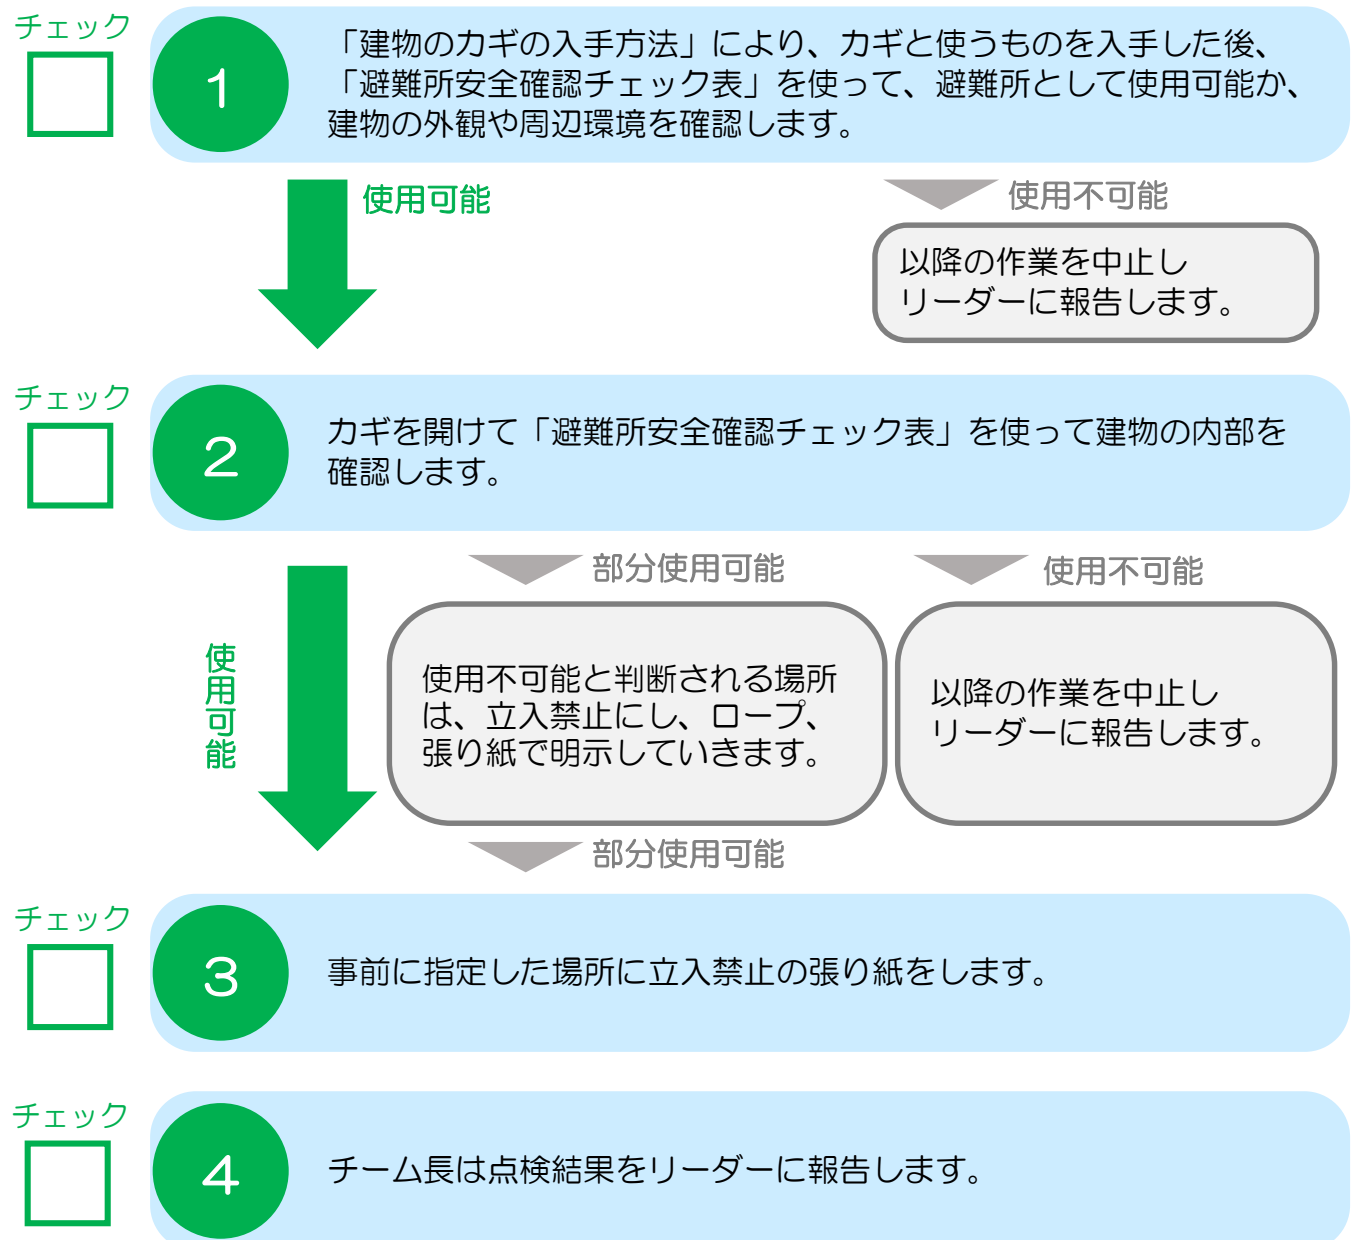 チェック
1
「建物のカギの入手方法」により、カギと使うものを入手した後、
「避難所安全確認チェック表」を使って、避難所として使用可能か、
建物の外観や周辺環境を確認します。
使用可能
使用不可能
以降の作業を中止し
リーダーに報告します。
チェック
2
カギを開けて「避難所安全確認チェック表」を使って建物の内部を
確認します。
使用可能
部分使用可能
使用不可能
使用不可能と判断される場所
は、立入禁止にし、ロープ、
張り紙で明示していきます。
以降の作業を中止し
リーダーに報告します。
部分使用可能
チェック
3
事前に指定した場所に立入禁止の張り紙をします。
チェック
4
チーム長は点検結果をリーダーに報告します。